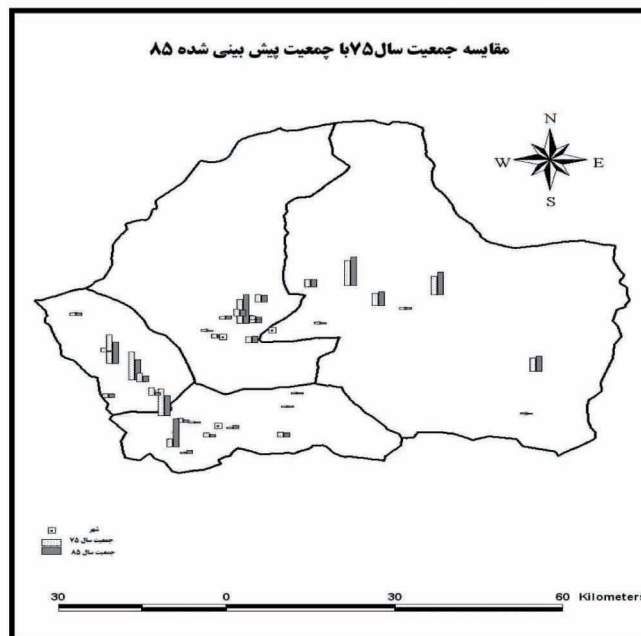 مقایسه جمعیت سال۷۵با چمعیت پیش بینی شده ۸۵
N
W E
S
شهر
جمعیت سال ۷۵
جمعیت سال ۸۵
30 0 30 60 Kilometers